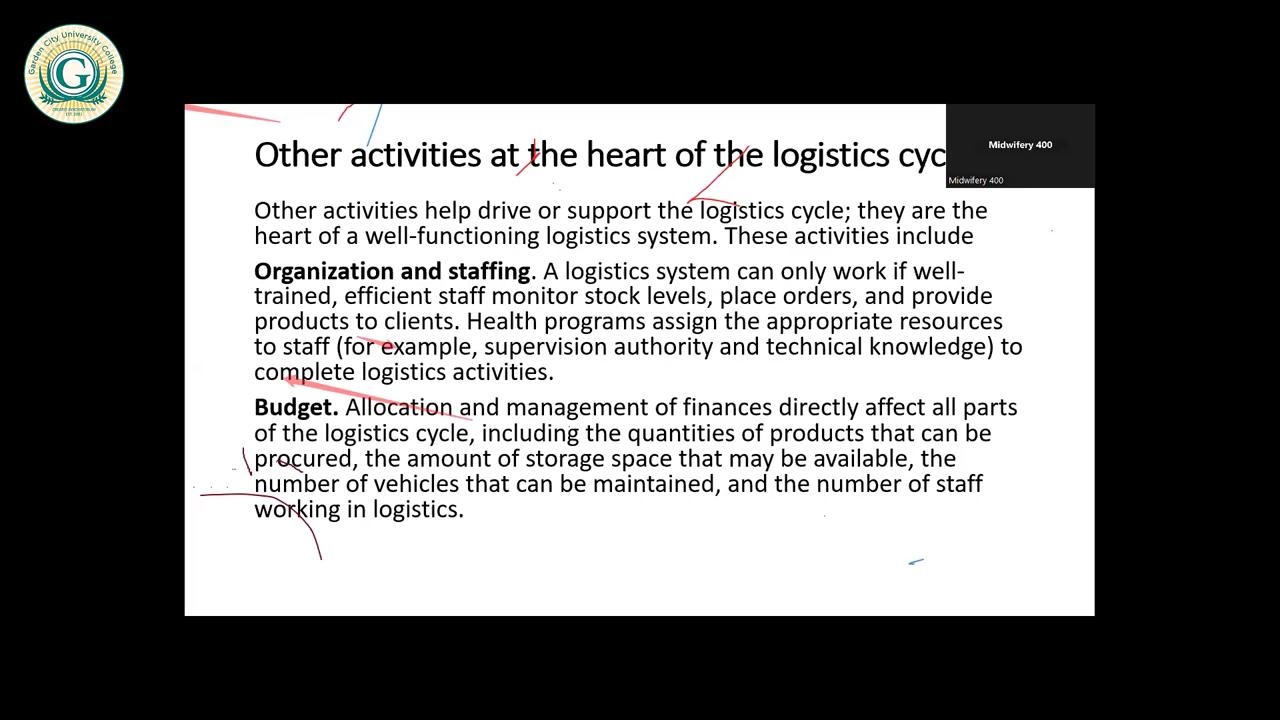 Garden City University College
G
Other activities at the heart of the logistics cyc
Midwifery 400
Midwifery 400
Other activities help drive or support the logistics cycle; they are the
heart of a well-functioning logistics system. These activities include
Organization and staffing. A logistics system can only work if well-
trained, efficient staff monitor stock levels, place orders, and provide
products to clients. Health programs assign the appropriate resources
to staff (for example, supervision authority and technical knowledge) to
complete logistics activities.
Budget. Allocation and management of finances directly affect all parts
of the logistics cycle, including the quantities of products that can be
procured, the amount of storage space that may be available, the
number of vehicles that can be maintained, and the number of staff
working in logistics.